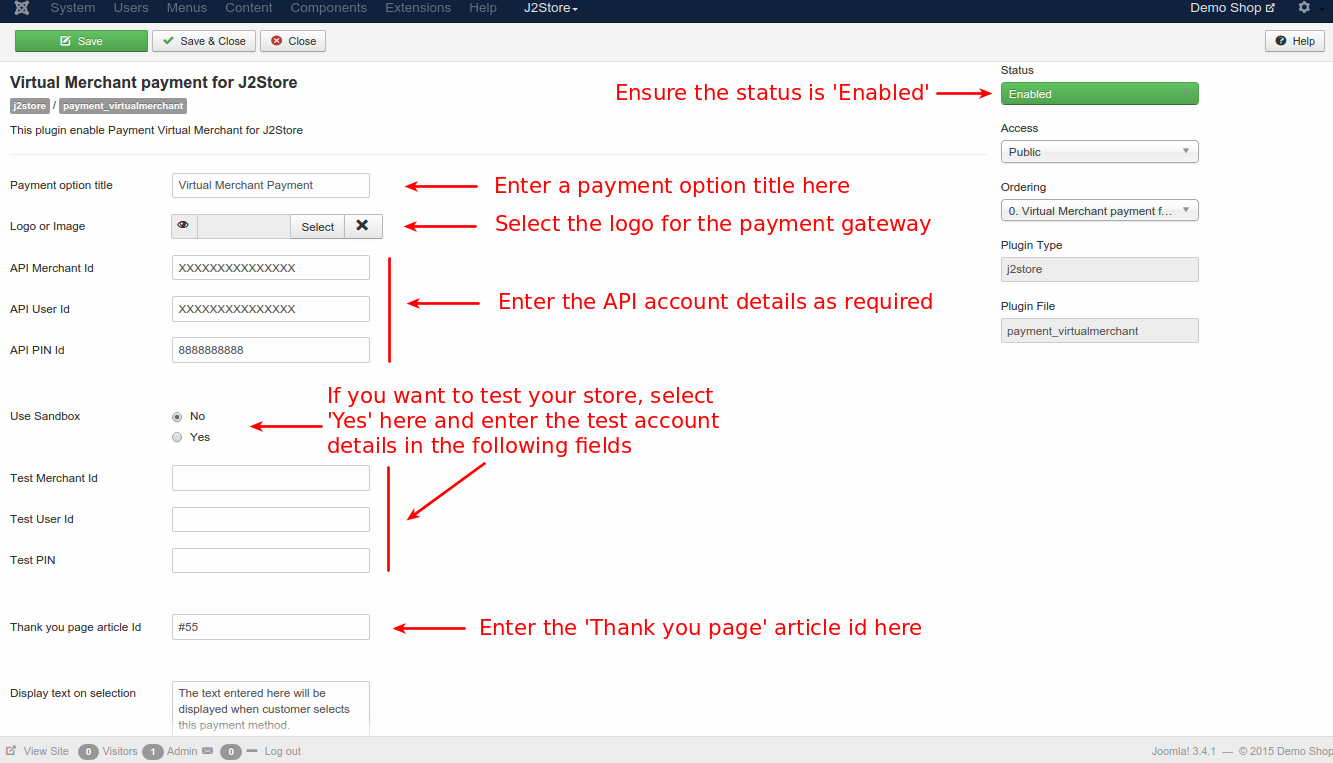 System Users Menus Content Components Extensions Help J2Store Demo Shop
Save Save & Close Close Help
Virtual Merchant payment for J2Store
j2store / payment_virtualmerchant
This plugin enable Payment Virtual Merchant for J2Store
Ensure the status is 'Enabled'
Status
Enabled
Access
Public
Ordering
0. Virtual Merchant payment f...
Plugin Type
j2store
Plugin File
payment_virtualmerchant
Payment option title Virtual Merchant Payment Enter a payment option title here
Logo or Image Select Select the logo for the payment gateway
API Merchant Id XXXXXXXXXXXXXXX
API User Id XXXXXXXXXXXXXXX Enter the API account details as required
API PIN Id 8888888888
Use Sandbox No
Yes
If you want to test your store, select
'Yes' here and enter the test account
details in the following fields
Test Merchant Id
Test User Id
Test PIN
Thank you page article Id #55 Enter the 'Thank you page' article id here
Display text on selection The text entered here will be
displayed when customer selects
this payment method.
View Site 0 Visitors 1 Admin 0 Log out Joomla! 3.4.1 — © 2015 Demo Shop